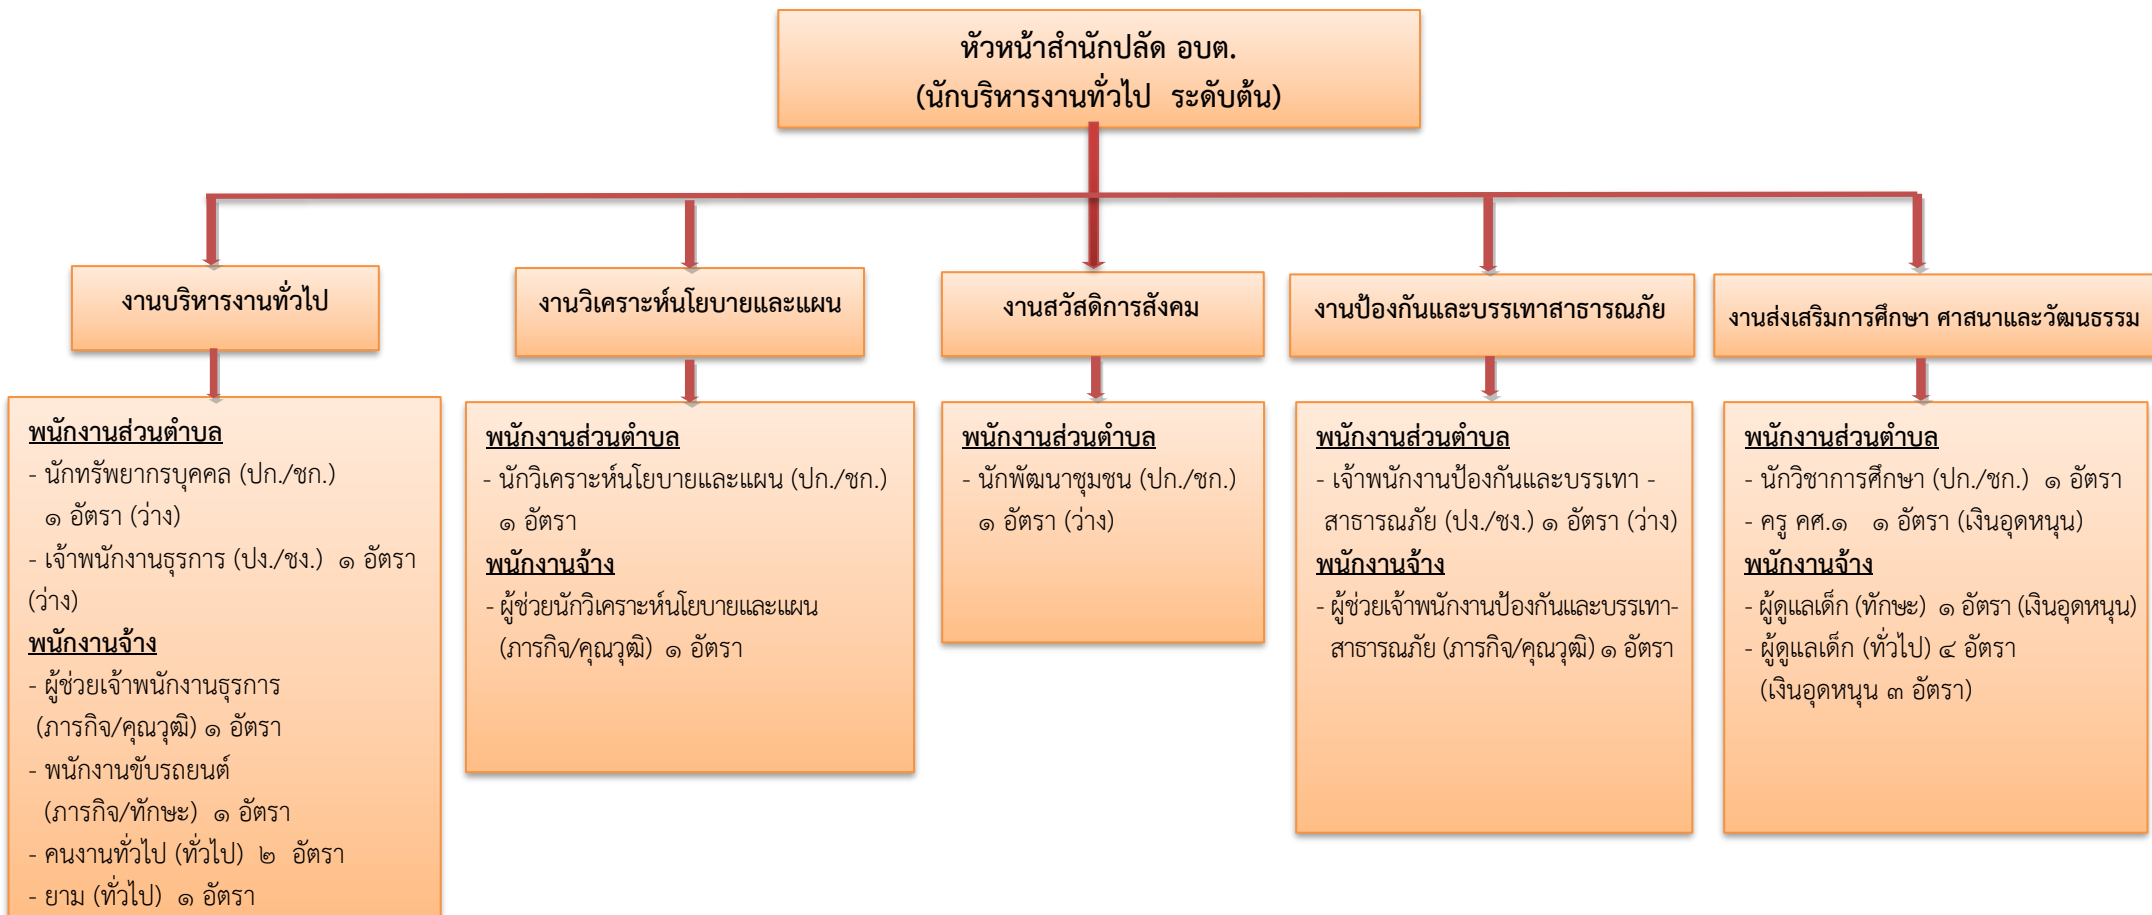 หัวหน้าสำนักปลัด อบต.
(นักบริหารงานทั่วไป ระดับต้น)
งานบริหารงานทั่วไป
งานวิเคราะห์นโยบายและแผน
งานสวัสดิการสังคม
งานป้องกันและบรรเทาสาธารณภัย
งานส่งเสริมการศึกษา ศาสนาและวัฒนธรรม
พนักงานส่วนตำบล
- นักทรัพยากรบุคคล (ปก./ชก.)
๑ อัตรา (ว่าง)
- เจ้าพนักงานธุรการ (ปง./ชง.) ๑ อัตรา
(ว่าง)
พนักงานจ้าง
- ผู้ช่วยเจ้าพนักงานธุรการ
(ภารกิจ/คุณวุฒิ) ๑ อัตรา
- พนักงานขับรถยนต์
(ภารกิจ/ทักษะ) ๑ อัตรา
- คนงานทั่วไป (ทั่วไป) ๒ อัตรา
- ยาม (ทั่วไป) ๑ อัตรา
พนักงานส่วนตำบล
- นักวิเคราะห์นโยบายและแผน (ปก./ชก.)
๑ อัตรา
พนักงานจ้าง
- ผู้ช่วยนักวิเคราะห์นโยบายและแผน
(ภารกิจ/คุณวุฒิ) ๑ อัตรา
พนักงานส่วนตำบล
- นักพัฒนาชุมชน (ปก./ชก.)
๑ อัตรา (ว่าง)
พนักงานส่วนตำบล
- เจ้าพนักงานป้องกันและบรรเทา -
สาธารณภัย (ปง./ชง.) ๑ อัตรา (ว่าง)
พนักงานจ้าง
- ผู้ช่วยเจ้าพนักงานป้องกันและบรรเทา-
สาธารณภัย (ภารกิจ/คุณวุฒิ) ๑ อัตรา
พนักงานส่วนตำบล
- นักวิชาการศึกษา (ปก./ชก.) ๑ อัตรา
- ครู คศ.๑ ๑ อัตรา (เงินอุดหนุน)
พนักงานจ้าง
- ผู้ดูแลเด็ก (ทักษะ) ๑ อัตรา (เงินอุดหนุน)
- ผู้ดูแลเด็ก (ทั่วไป) ๔ อัตรา
(เงินอุดหนุน ๓ อัตรา)